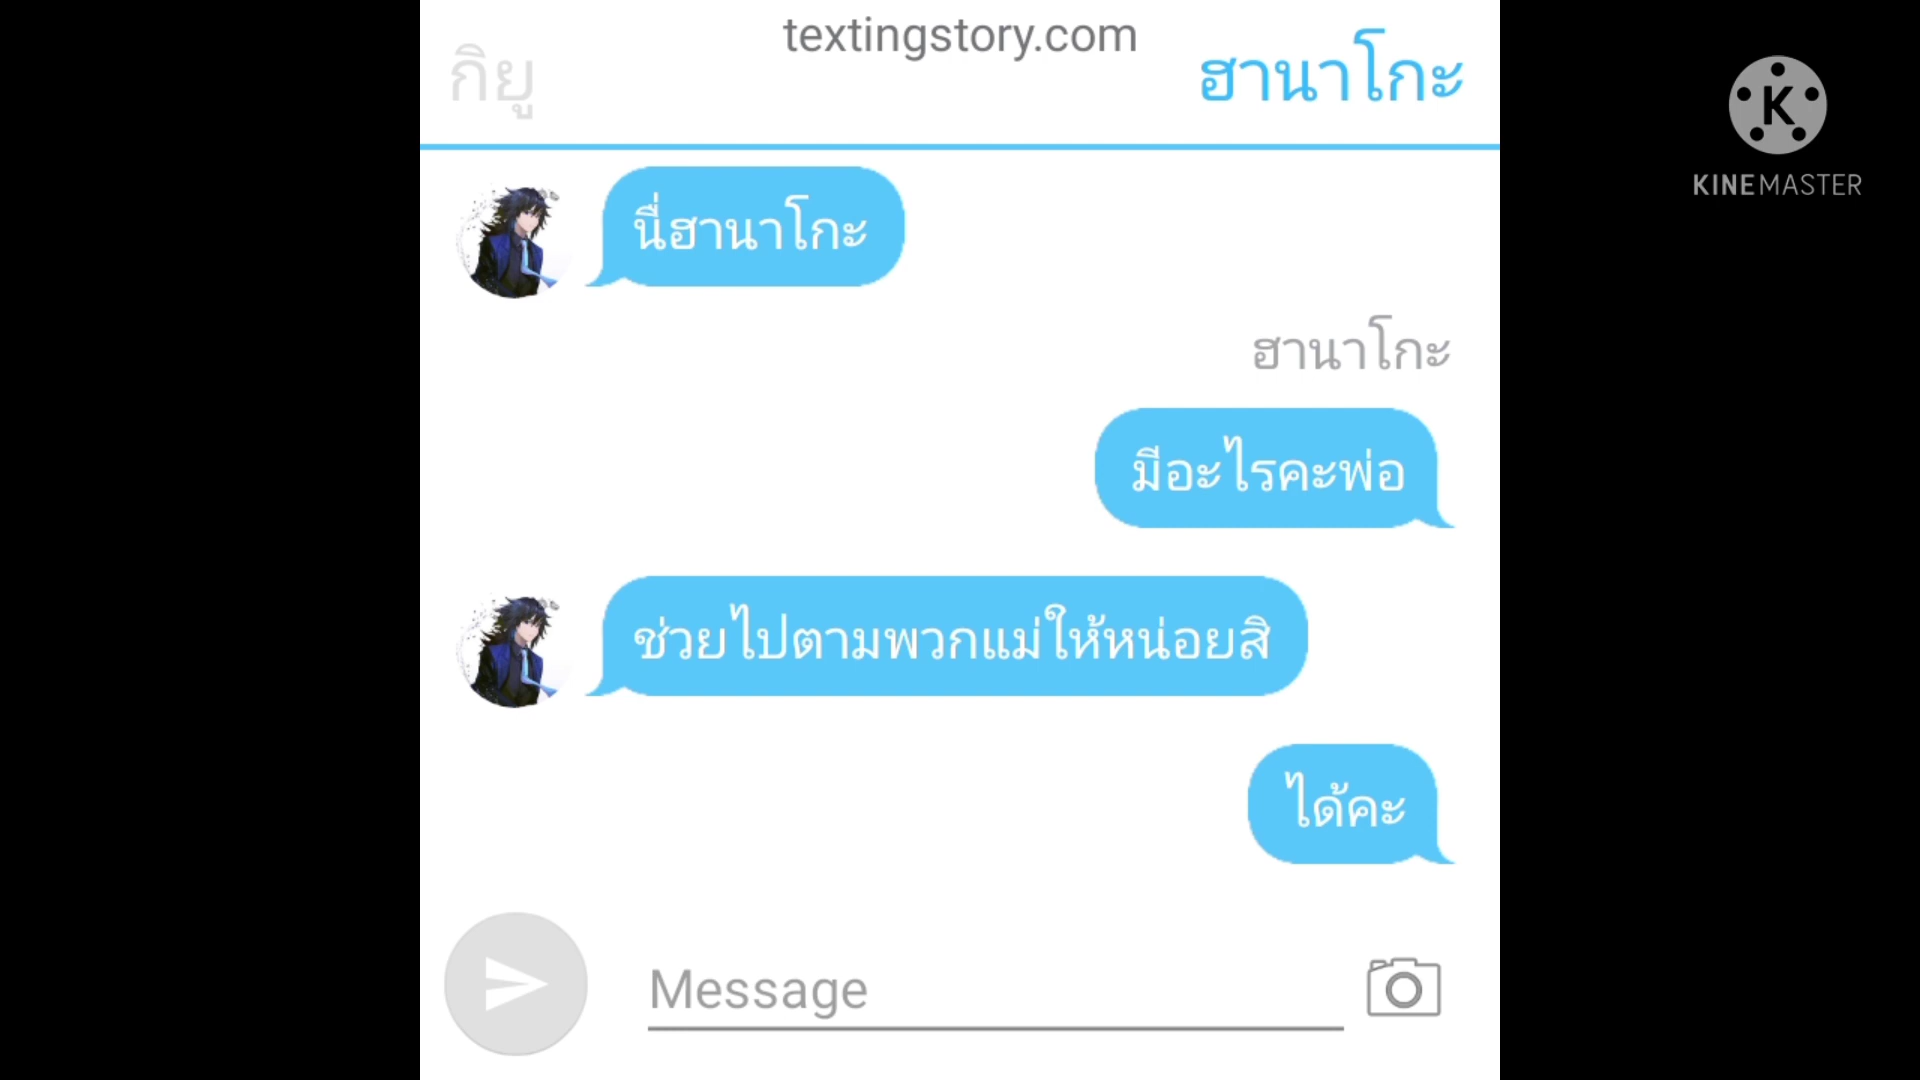 textingstory.com
กิยู
ฮานาโกะ
KINEMASTER
นี่ฮานาโกะ
ฮานาโกะ
มีอะไรคะพ่อ
ช่วยไปตามพวกแม่ให้หน่อยสิ
ได้คะ
Message